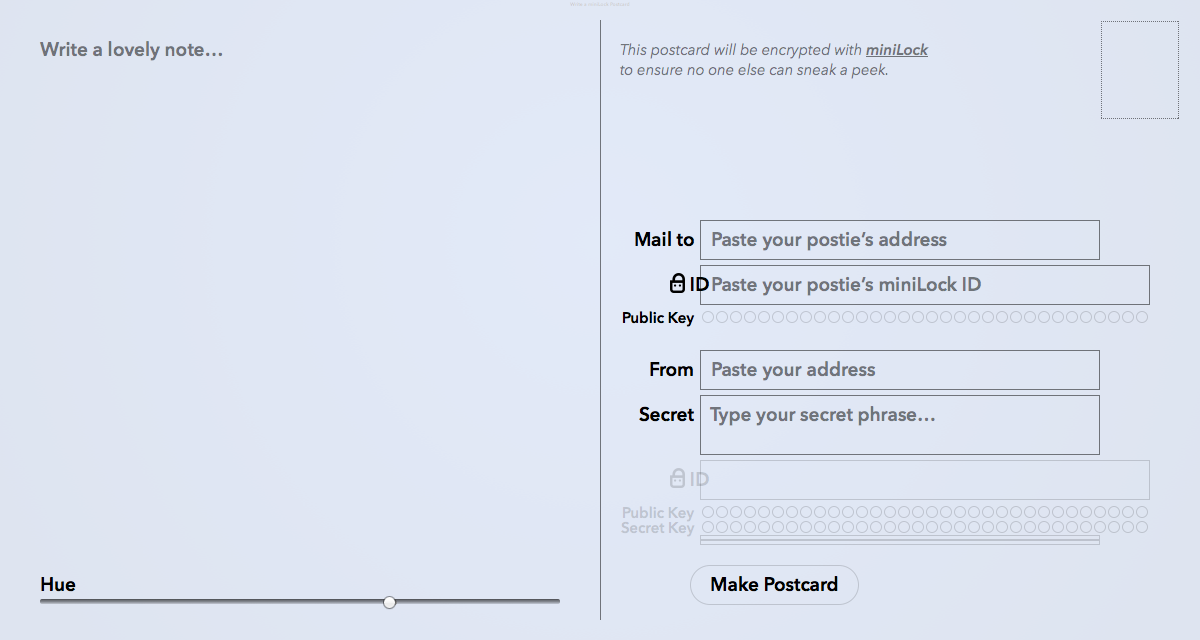 Write a lovely note…
This postcard will be encrypted with miniLock
to ensure no one else can sneak a peek.
Mail to Paste your postie’s address
ID Paste your postie’s miniLock ID
Public Key
From Paste your address
Secret Type your secret phrase…
ID
Public Key
Secret Key
Hue
Make Postcard